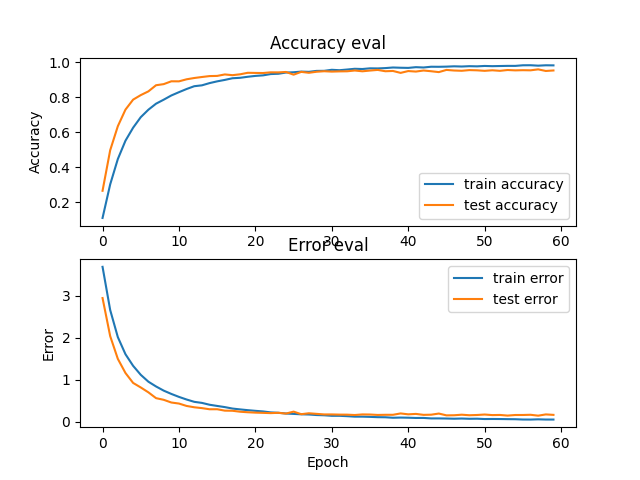 Accuracy eval
Accuracy
1.0
0.8
0.6
0.4
0.2
train accuracy
test accuracy
0 10 20 30 40 50 60
Error eval
Error
3
2
1
0
train error
test error
0 10 20 30 40 50 60
Epoch